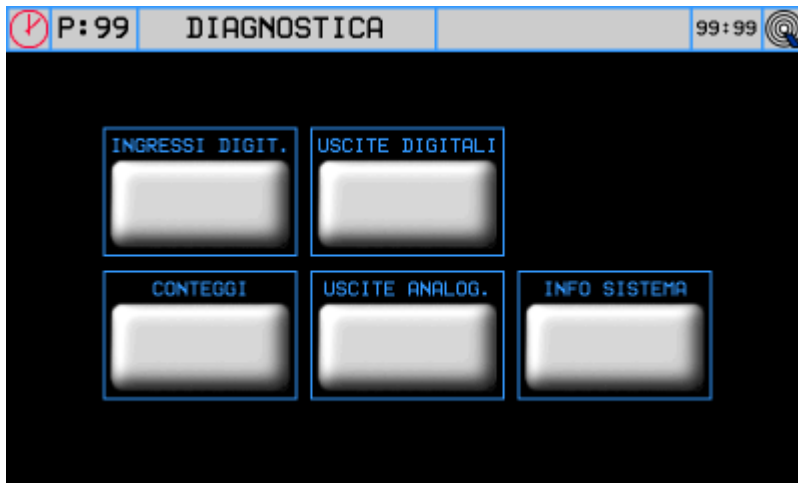 P:99 DIAGNOSTICA 99:99
INGRESSI DIGIT. USCITE DIGITALI
CONTEGGI USCITE ANALOG. INFO SISTEMA